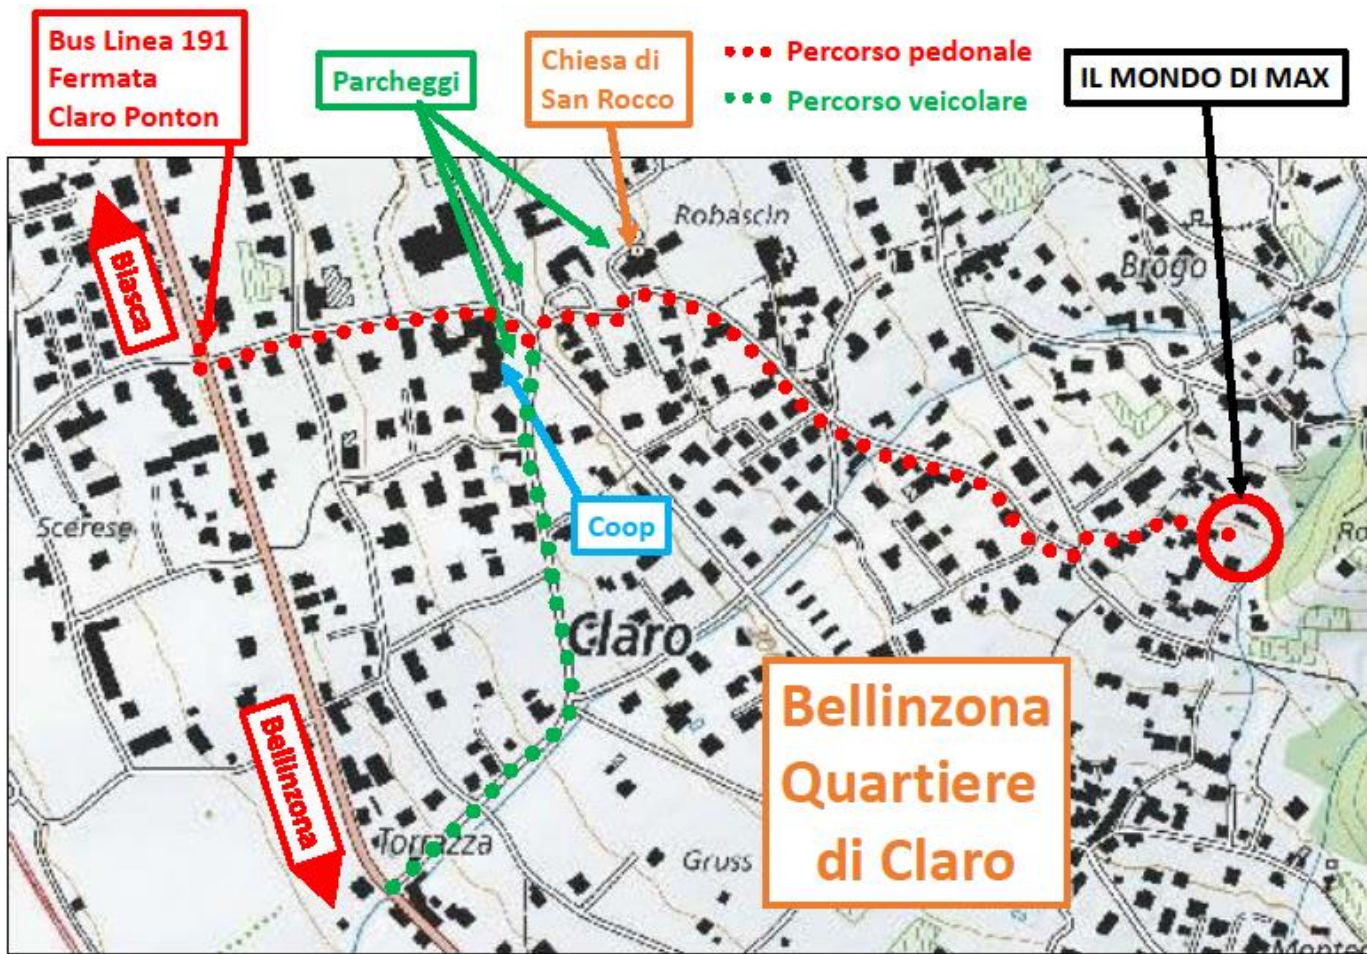 Bus Linea 191
Fermata
Claro Ponton
Parcheggi
Chiesa di
San Rocco
Percorso pedonale
Percorso veicolare
IL MONDO DI MAX
Biasca
Robascin
Brogo
Scerese
Coop
Claro
Bellinzona
Torrazza
Gruss
Bellinzona
Quartiere
di Claro